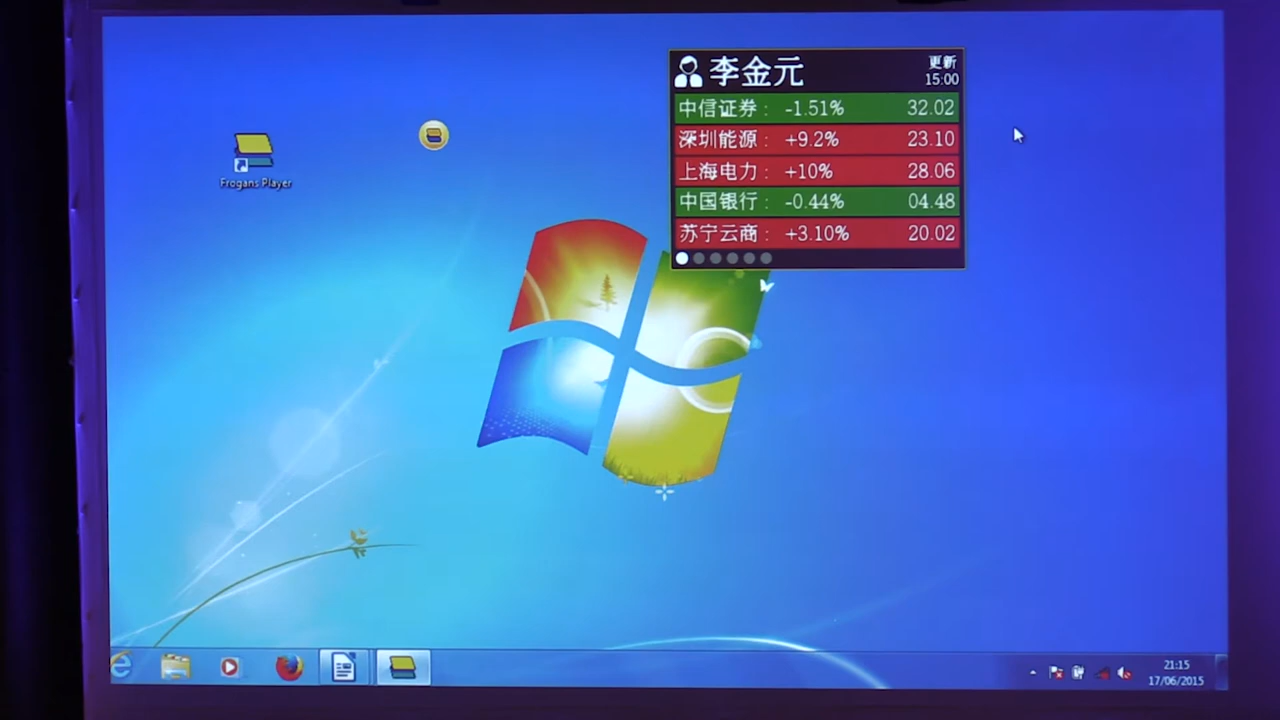 李金元
更新
15:00
中信证券： -1.51% 32.02
深圳能源： +9.2% 23.10
上海电力： +10% 28.06
中国银行： -0.44% 04.48
苏宁云商： +3.10% 20.02
Frogans Player
21:15
17/06/2015